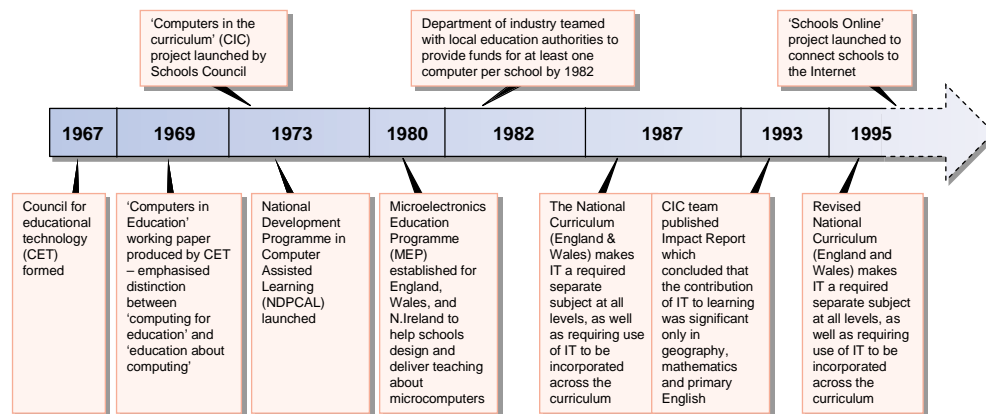 ‘Computers in the
curriculum’ (CIC)
project launched by
Schools Council
Department of industry teamed
with local education authorities to
provide funds for at least one
computer per school by 1982
‘Schools Online’
project launched to
connect schools to
the Internet
1967
1969
1973
1980
1982
1987
1993
1995
Council for
educational
technology
(CET)
formed
‘Computers in
Education’
working paper
produced by CET
– emphasised
distinction
between
‘computing for
education’ and
‘education about
computing’
National
Development
Programme in
Computer
Assisted
Learning
(NDPCAL)
launched
Microelectronics
Education
Programme
(MEP)
established for
England,
Wales, and
N.Ireland to
help schools
design and
deliver teaching
about
microcomputers
The National
Curriculum
(England &
Wales) makes
IT a required
separate
subject at all
levels, as well
as requiring use
of IT to be
incorporated
across the
curriculum
CIC team
published
Impact Report
which
concluded that
the contribution
of IT to learning
was significant
only in
geography,
mathematics
and primary
English
Revised
National
Curriculum
(England and
Wales) makes
IT a required
separate subject
at all levels, as
well as requiring
use of IT to be
incorporated
across the
curriculum